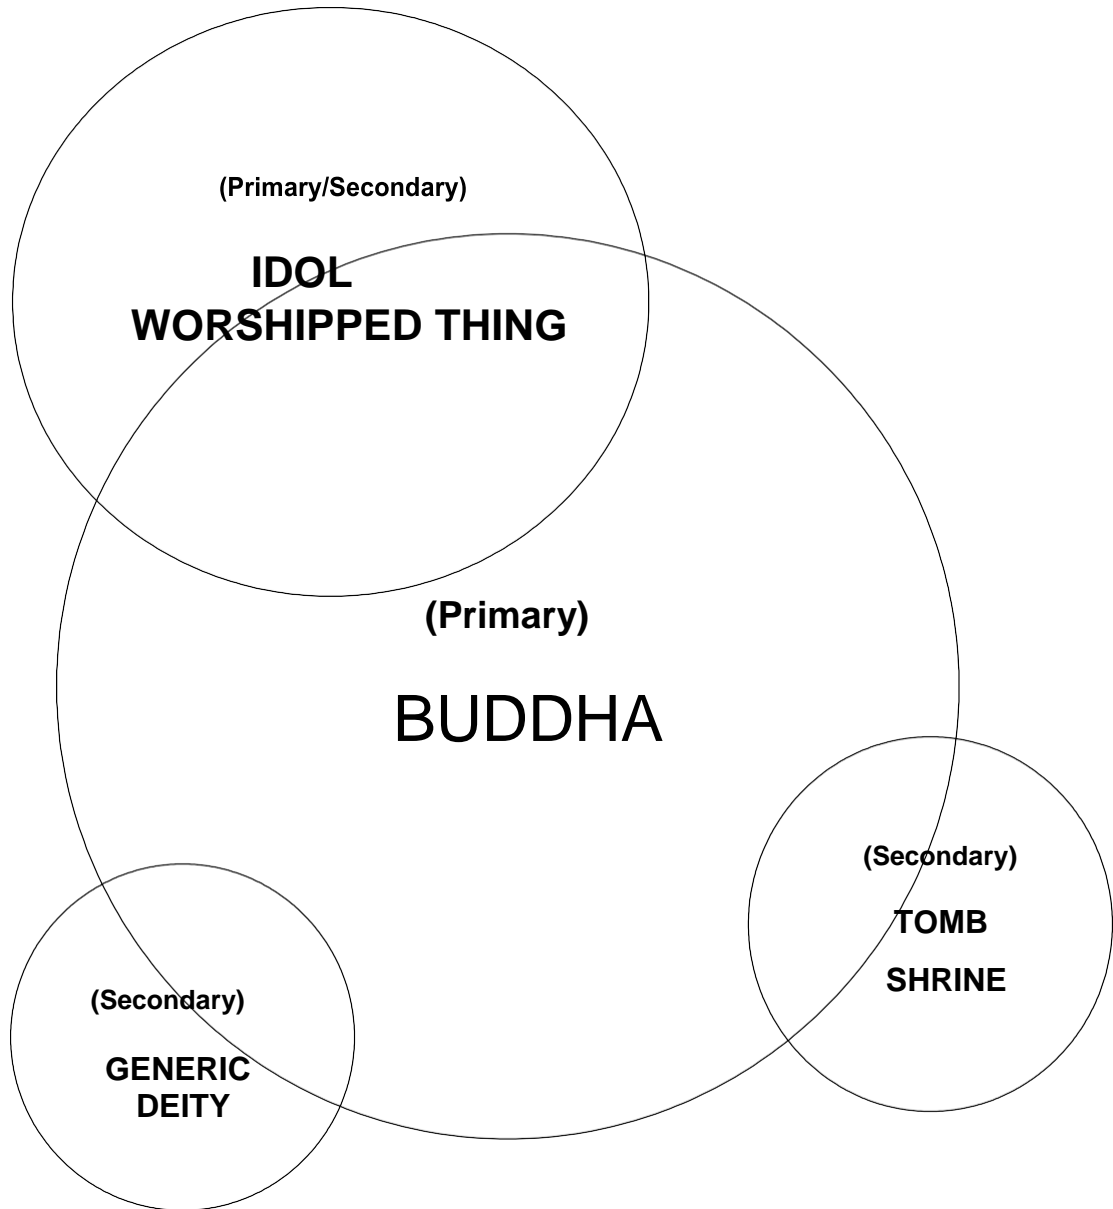 (Primary/Secondary)
IDOL
WORSHIPPED THING
(Primary)
BUDDHA
(Secondary)
TOMB
SHRINE
(Secondary)
GENERIC
DEITY